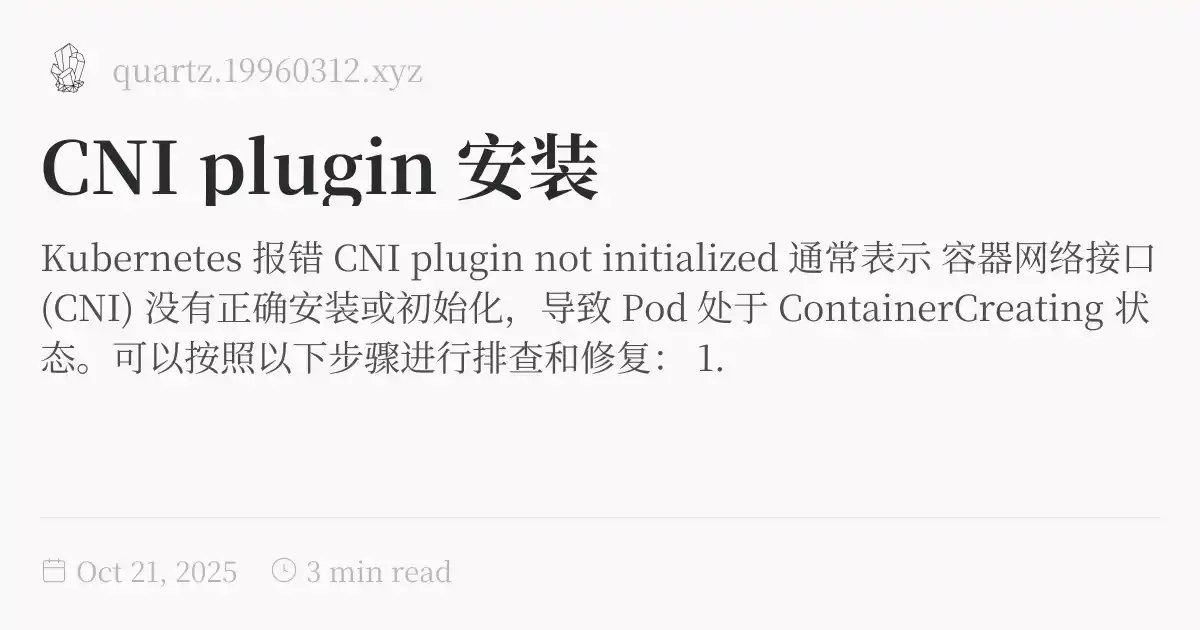 quartz.19960312.xyz
CNI plugin 安装
Kubernetes 报错 CNI plugin not initialized 通常表示 容器网络接口
(CNI) 没有正确安装或初始化，导致 Pod 处于 ContainerCreating 状
态。可以按照以下步骤进行排查和修复： 1.
Oct 21, 2025 3 min read